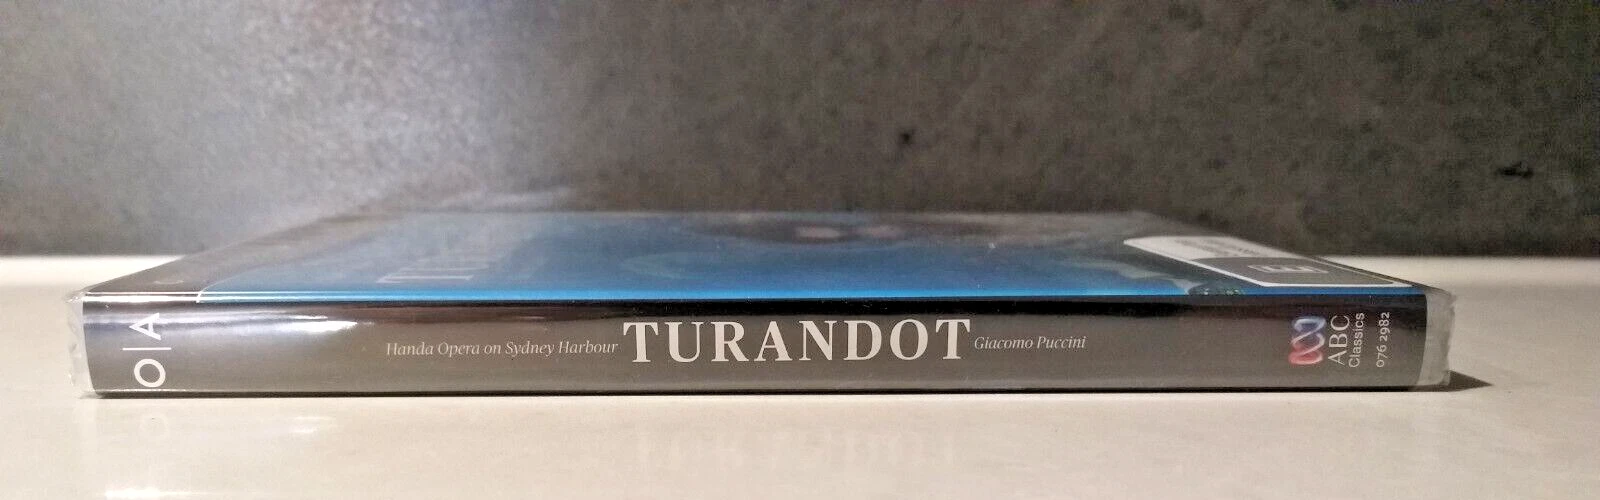 O|A
Handa Opera on Sydney Harbour TURANDOT Giacomo Puccini
ABC
Classics
076 2982